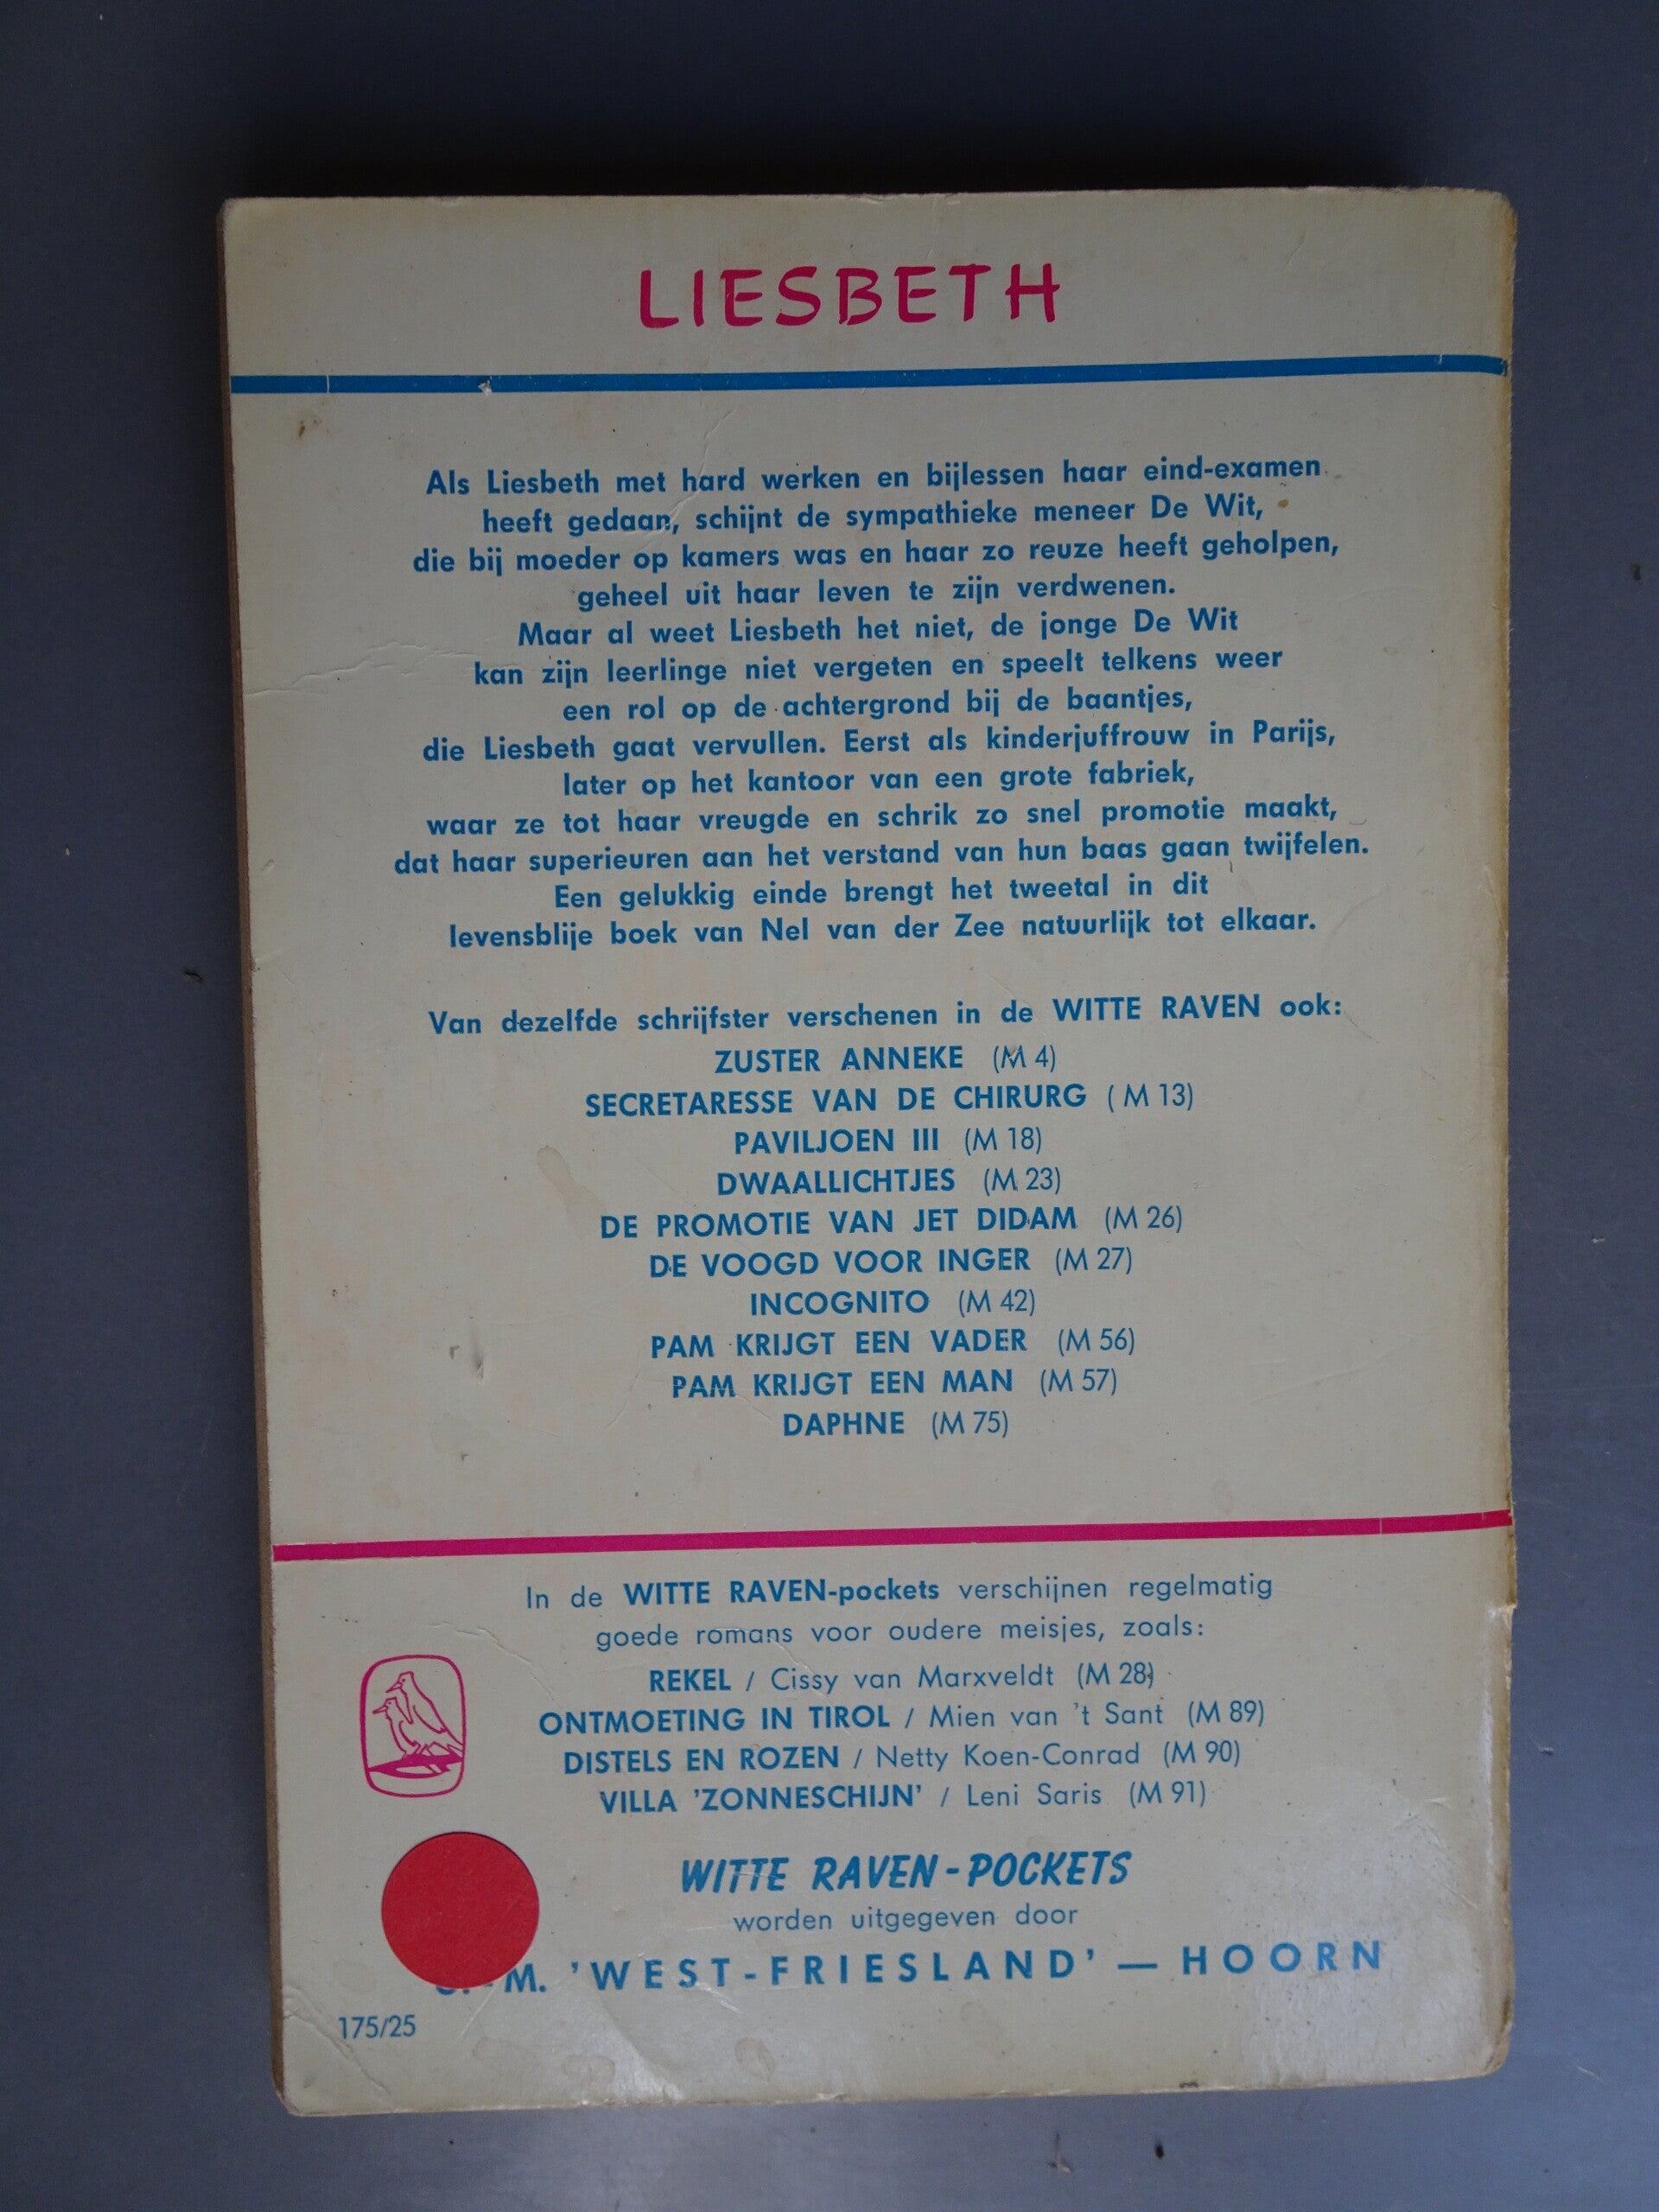 LIESBETH
Als Liesbeth met hard werken en bijlessen haar eind-examen
heeft gedaan, schijnt de sympathieke meneer De Wit,
die bij moeder op kamers was en haar zo reuze heeft geholpen,
geheel uit haar leven te zijn verdwenen.
Maar al weet Liesbeth het niet, de jonge De Wit
kan zijn leerlinge niet vergeten en speelt telkens weer
een rol op de achtergrond bij de baantjes,
die Liesbeth gaat vervullen. Eerst als kinderjuffrouw in Parijs,
later op het kantoor van een grote fabriek,
waar ze tot haar vreugde en schrik zo snel promotie maakt,
dat haar superieuren aan het verstand van hun baas gaan twijfelen.
Een gelukkig einde brengt het tweetal in dit
levensblije boek van Nel van der Zee natuurlijk tot elkaar.
Van dezelfde schrijfster verschenen in de WITTE RAVEN ook:
ZUSTER ANNEKE (M 4)
SECRETARESSE VAN DE CHIRURG ( M 13)
PAVILJOEN III (M 18)
DWAALLICHTJES (M 23)
DE PROMOTIE VAN JET DIDAM (M 26)
DE VOOGD VOOR INGER (M 27)
INCOGNITO (M 42)
PAM KRIJGT EEN VADER (M 56)
PAM KRIJGT EEN MAN (M 57)
DAPHNE (M 75)
In de WITTE RAVEN-pockets verschijnen regelmatig
goede romans voor oudere meisjes, zoals:
REKEL / Cissy van Marxveldt (M 28)
ONTMOETING IN TIROL / Mien van 't Sant (M 89)
DISTELS EN ROZEN / Netty Koen-Conrad (M 90)
VILLA 'ZONNESCHIJN' / Leni Saris (M 91)
WITTE RAVEN-POCKETS
worden uitgegeven door
M. 'WEST-FRIESLAND' — HOORN
175/25